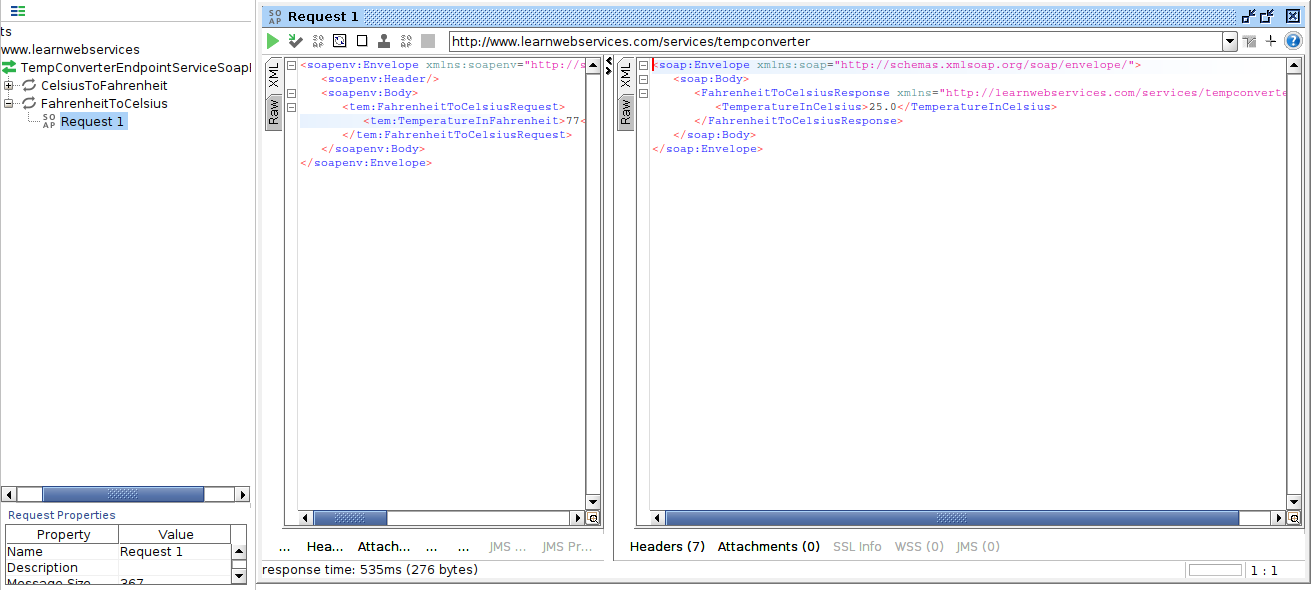 ts
www.learnwebservices
TempConverterEndpointServiceSoap
CelsiusToFahrenheit
FahrenheitToCelsius
SO AP Request 1
Request Properties
Property Value
Name Request 1
Description
Message Size 367
SO AP Request 1
http://www.learnwebservices.com/services/tempconverter
XML
Raw
<soapenv:Envelope xmlns:soapenv="http://s
<soapenv:Header/>
<soapenv:Body>
<tem:FahrenheitToCelsiusRequest>
<tem:TemperatureInFahrenheit>77<
</tem:FahrenheitToCelsiusRequest>
</soapenv:Body>
</soapenv:Envelope>
... Hea... Attach... ... ... JMS ... JMS Pr...
XML
Raw
<soap:Envelope xmlns:soap="http://schemas.xmlsoap.org/soap/envelope/">
<soap:Body>
<FahrenheitToCelsiusResponse xmlns="http://learnwebservices.com/services/tempconverte
<TemperatureInCelsius>25.0</TemperatureInCelsius>
</FahrenheitToCelsiusResponse>
</soap:Body>
</soap:Envelope>
Headers (7) Attachments (0) SSL Info WSS (0) JMS (0)
response time: 535ms (276 bytes)
1 : 1